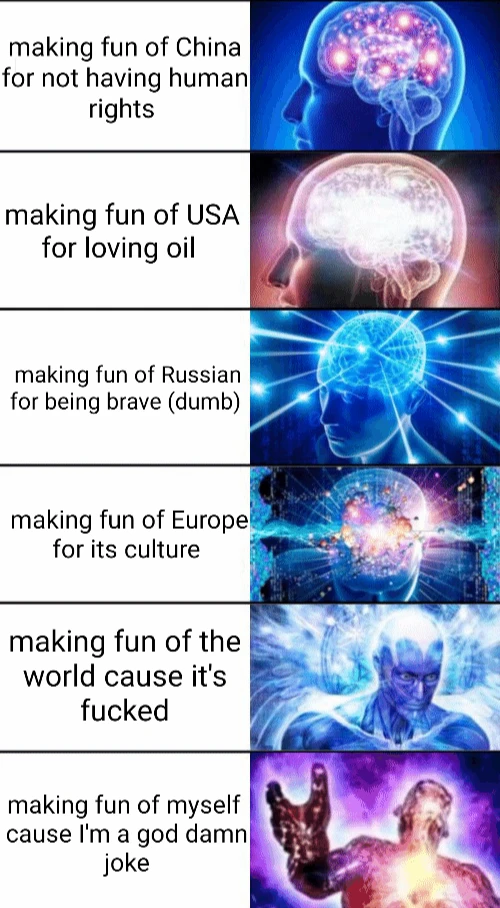 making fun of China
for not having human
rights
making fun of USA
for loving oil
making fun of Russian
for being brave (dumb)
making fun of Europe
for its culture
making fun of the
world cause it's
fucked
making fun of myself
cause I'm a god damn
joke